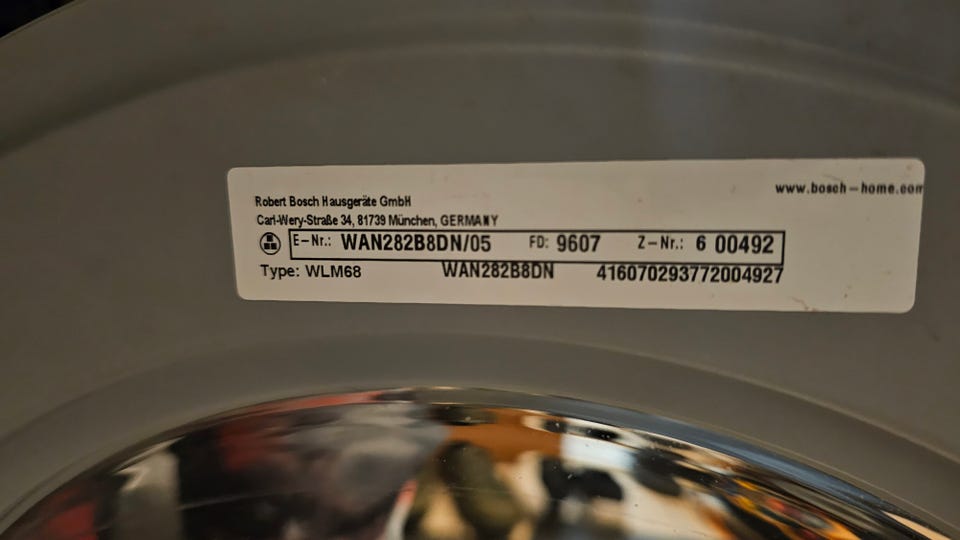 www.bosch-home.com
Robert Bosch Hausgeräte GmbH
Carl-Wery-Straße 34, 81739 München, GERMANY
E-Nr.: WAN282B8DN/05 FD: 9607 Z-Nr.: 6 00492
Type: WLM68 WAN282B8DN 416070293772004927